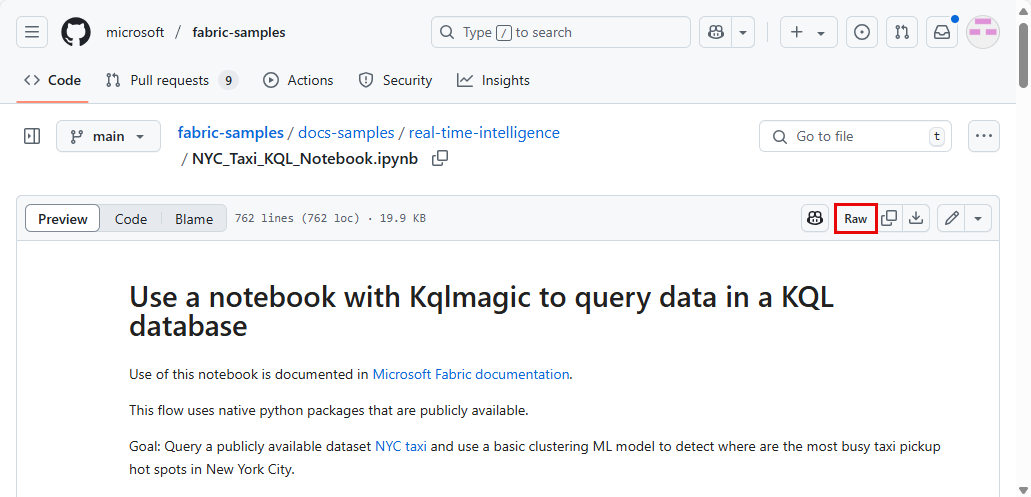 microsoft / fabric-samples
Type / to search
Code
Pull requests 9
Actions
Security
Insights
main
fabric-samples / docs-samples / real-time-intelligence
/ NYC_Taxi_KQL_Notebook.ipynb
Go to file
t
Preview
Code
Blame
762 lines (762 loc) · 19.9 KB
Raw
Use a notebook with Kqlmagic to query data in a KQL
database
Use of this notebook is documented in Microsoft Fabric documentation.
This flow uses native python packages that are publicly available.
Goal: Query a publicly available dataset NYC taxi and use a basic clustering ML model to detect where are the most busy taxi pickup
hot spots in New York City.